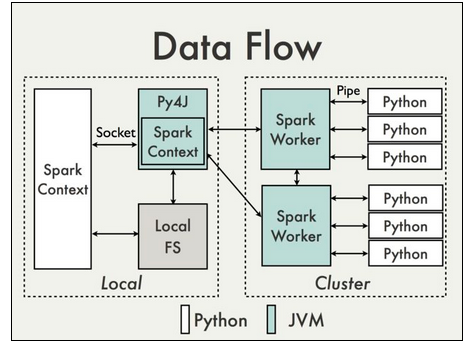 Data Flow
Spark
Context
Socket
Py4J
Spark
Context
Local
FS
Local
Spark
Worker
Pipe
Python
Python
Python
Spark
Worker
Python
Python
Python
Cluster
Python
JVM